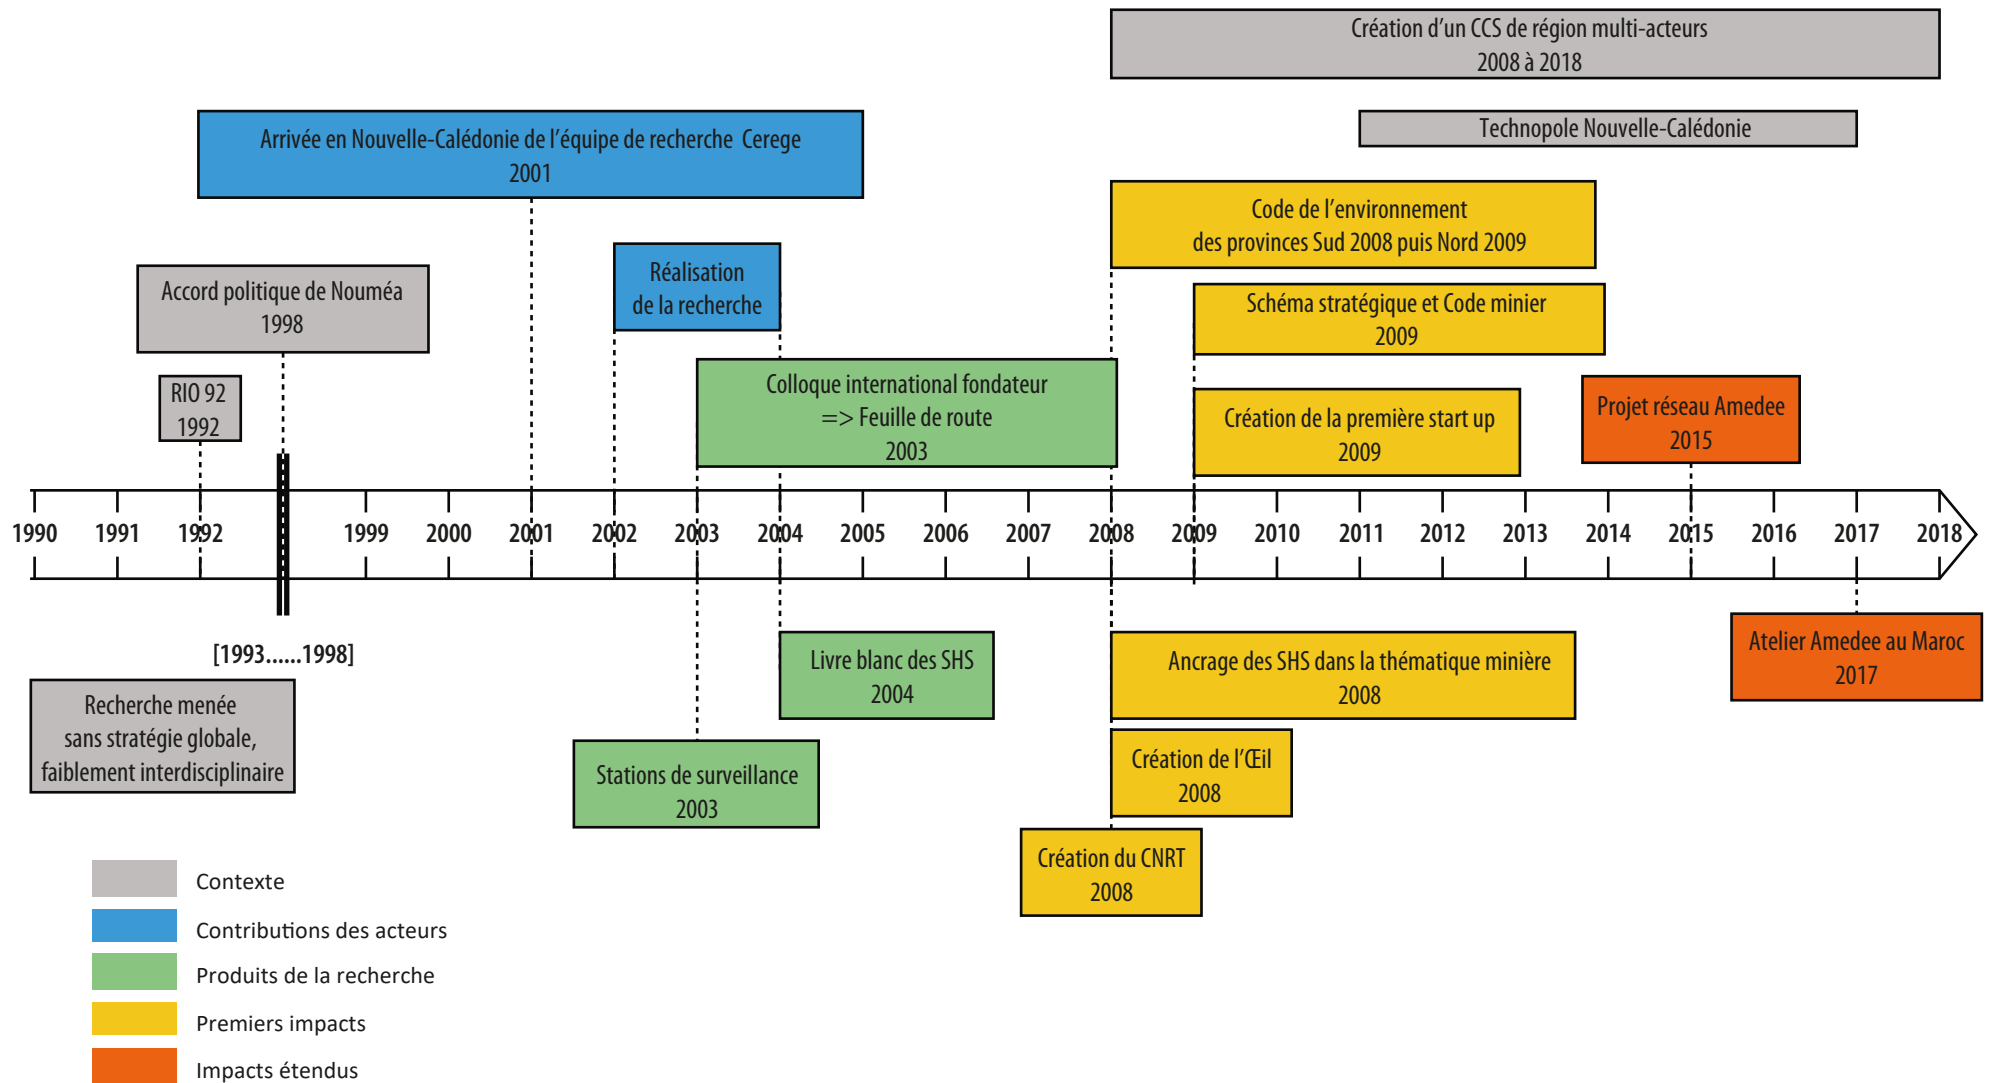 Création d'un CCS de région multi-acteurs
2008 à 2018
Technopole Nouvelle-Calédonie
Arrivée en Nouvelle-Calédonie de l'équipe de recherche Cerege
2001
Code de l'environnement
des provinces Sud 2008 puis Nord 2009
Réalisation
de la recherche
Accord politique de Nouméa
1998
Schéma stratégique et Code minier
2009
RIO 92
1992
Colloque international fondateur
=> Feuille de route
2003
Création de la première start up
2009
Projet réseau Amedee
2015
1990 1991 1992 1999 2000 2001 2002 2003 2004 2005 2006 2007 2008 2009 2010 2011 2012 2013 2014 2015 2016 2017 2018
[1993......1998]
Recherche menée
sans stratégie globale,
faiblement interdisciplinaire
Livre blanc des SHS
2004
Ancrage des SHS dans la thématique minière
2008
Atelier Amedee au Maroc
2017
Stations de surveillance
2003
Création de l'Œil
2008
Création du CNRT
2008
Contexte
Contributions des acteurs
Produits de la recherche
Premiers impacts
Impacts étendus